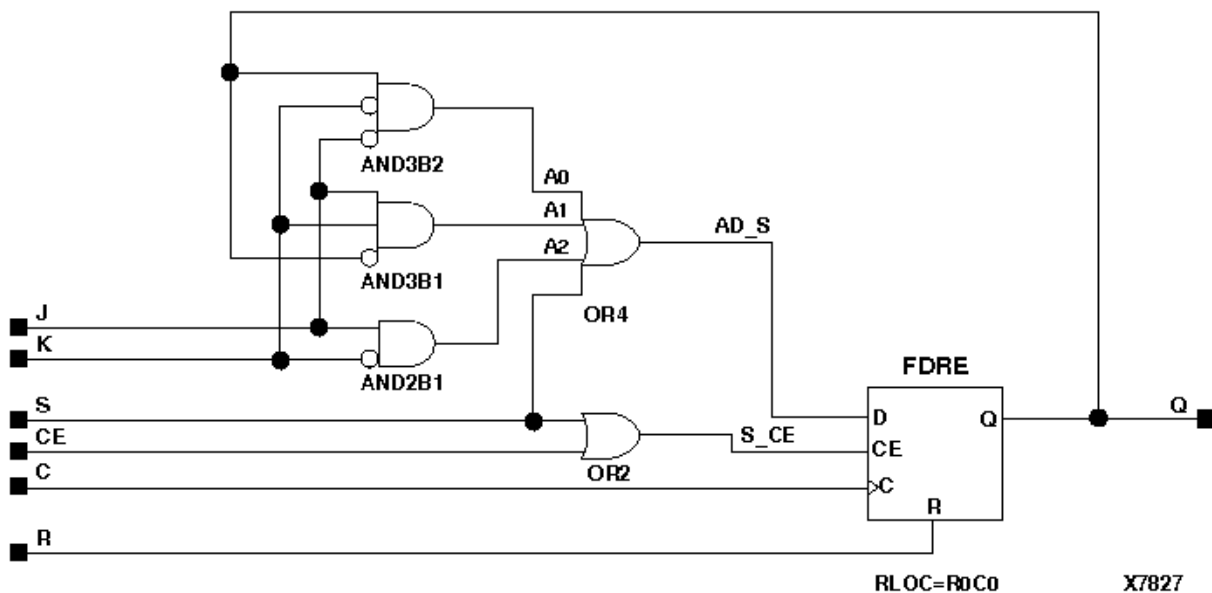 AND3B2
A0
A1
AD_S
A2
AND3B1
J
OR4
K
FDRE
AND2B1
S
Q
D
Q
CE
S_CE
CE
C
OR2
C
R
R
RLOC=R0C0
X7827